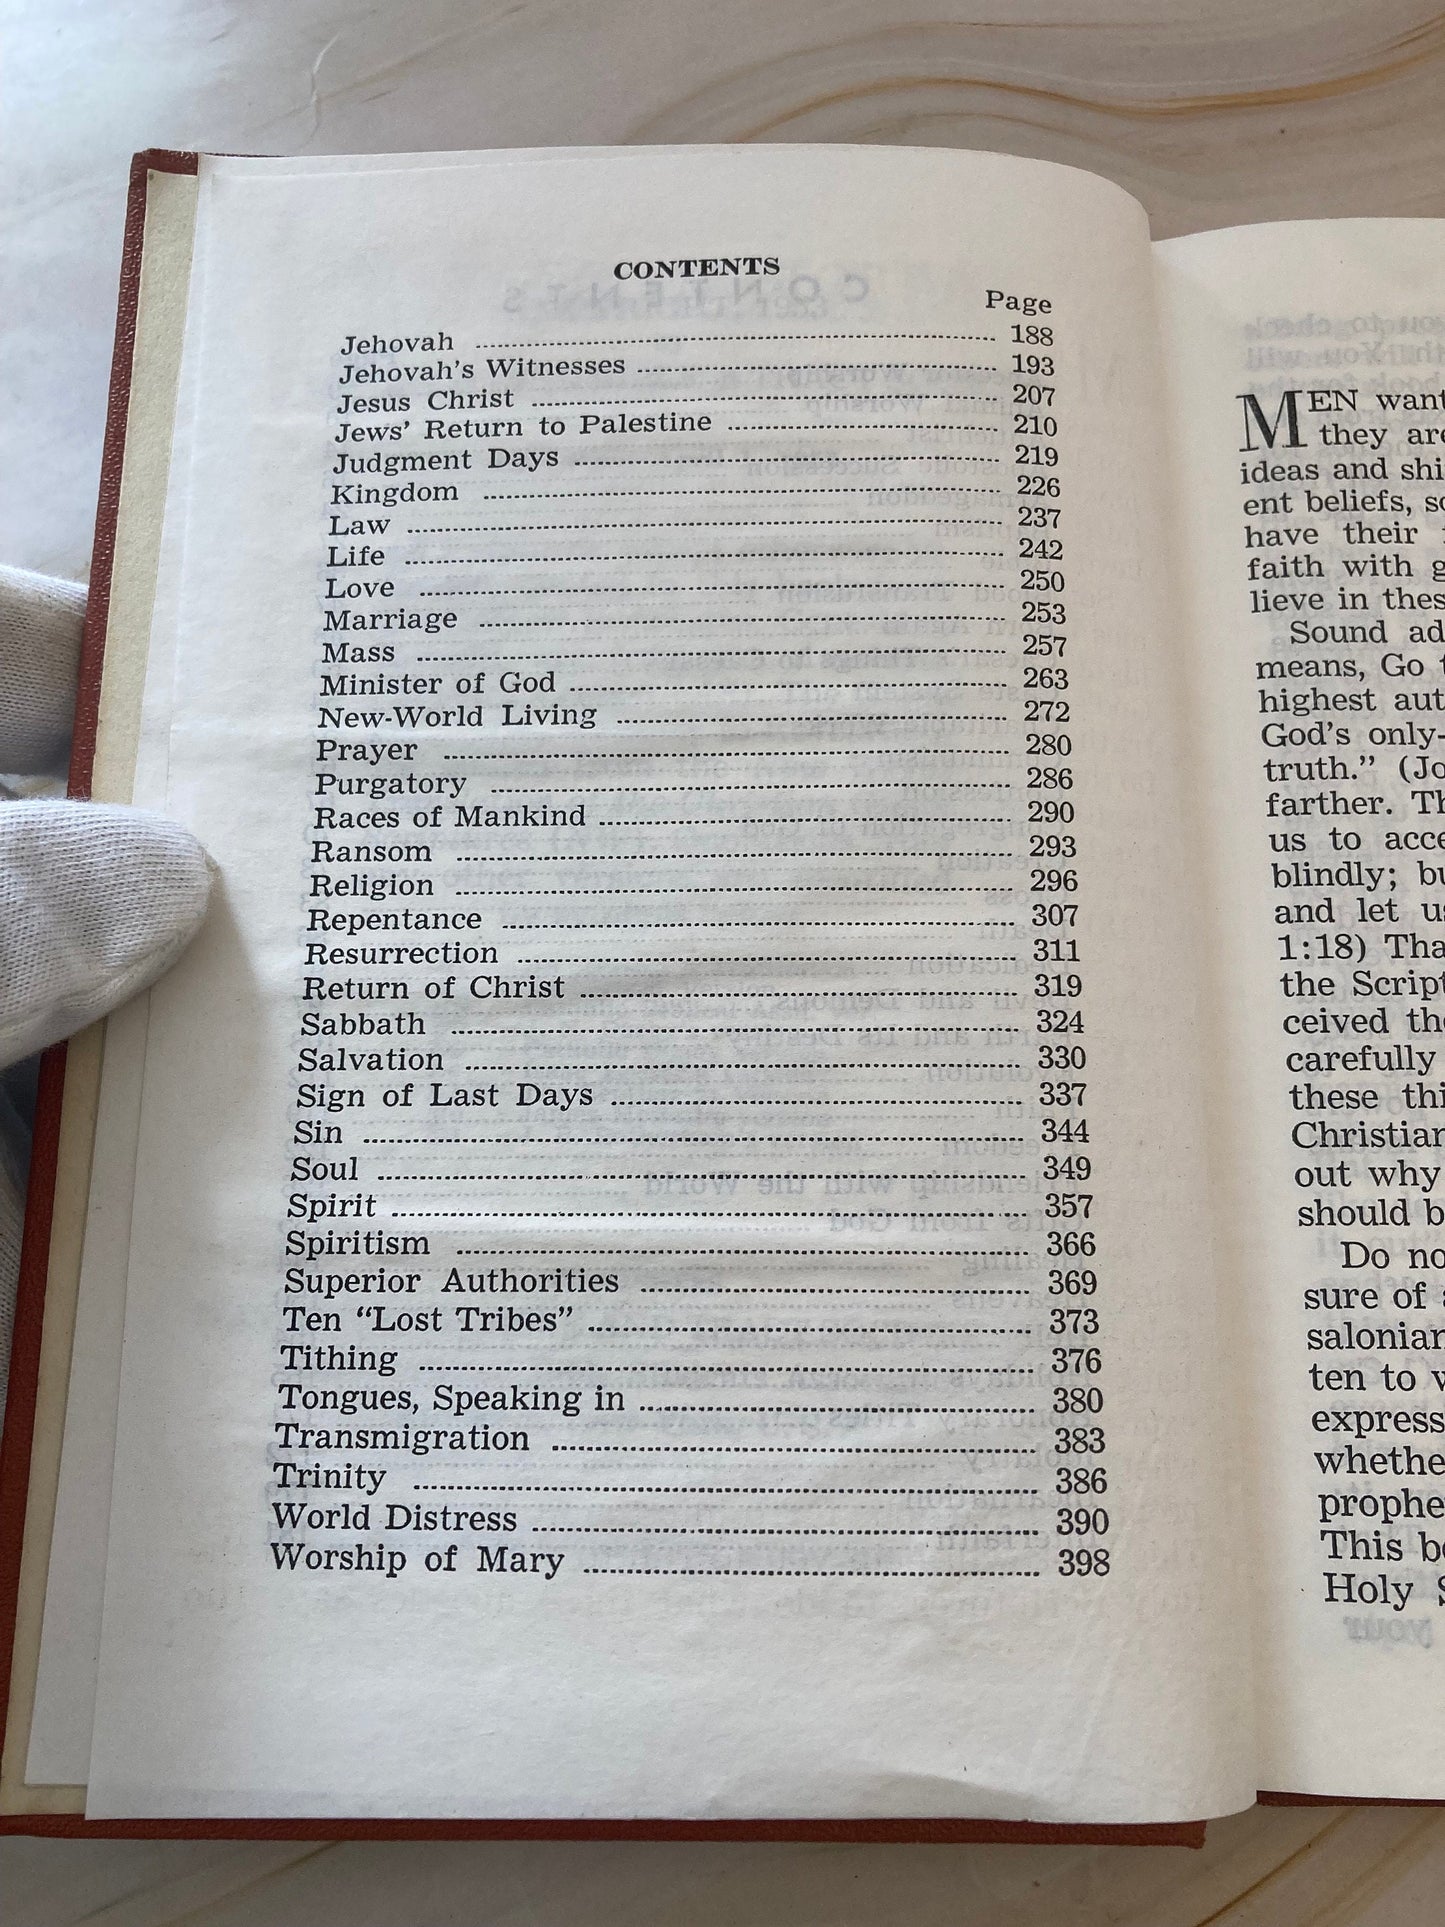 CONTENTS
Page
Jehovah ........ 188
Jehovah's Witnesses ........ 193
Jesus Christ ........ 207
Jews' Return to Palestine ........ 210
Judgment Days ........ 219
Kingdom ........ 226
Law ........ 237
Life ........ 242
Love ........ 250
Marriage ........ 253
Mass ........ 257
Minister of God ........ 263
New-World Living ........ 272
Prayer ........ 280
Purgatory ........ 286
Races of Mankind ........ 290
Ransom ........ 293
Religion ........ 296
Repentance ........ 307
Resurrection ........ 311
Return of Christ ........ 319
Sabbath ........ 324
Salvation ........ 330
Sign of Last Days ........ 337
Sin ........ 344
Soul ........ 349
Spirit ........ 357
Spiritism ........ 366
Superior Authorities ........ 369
Ten “Lost Tribes” ........ 373
Tithing ........ 376
Tongues, Speaking in ........ 380
Transmigration ........ 383
Trinity ........ 386
World Distress ........ 390
Worship of Mary ........ 398
MEN want
they are
ideas and shi
ent beliefs, so
have their
faith with g
lieve in thes
Sound ad
means, Go t
highest aut
God's only-
truth.” (Jo
farther. Th
us to acce
blindly; bu
and let us
1:18) Tha
the Script
ceived the
carefully
these thi
Christian
out why
should b
Do no
sure of a
salonian
ten to v
express
whethe
prophe
This be
Holy S